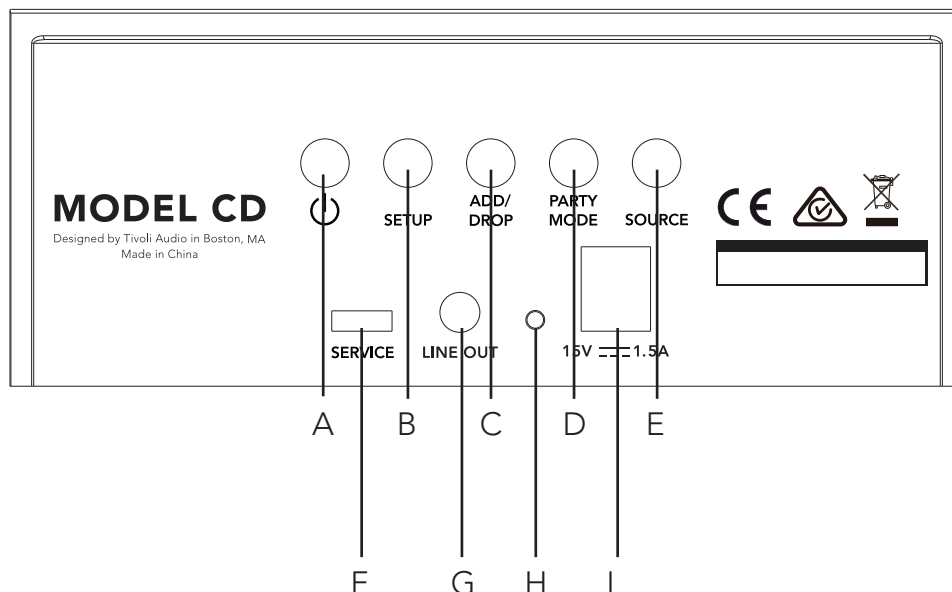 MODEL CD
Designed by Tivoli Audio in Boston, MA
Made in China
SETUP
ADD/
DROP
PARTY
MODE
SOURCE
CE
SERVICE
LINE OUT
15V 1.5A
A
B
C
D
E
F
G
H
I